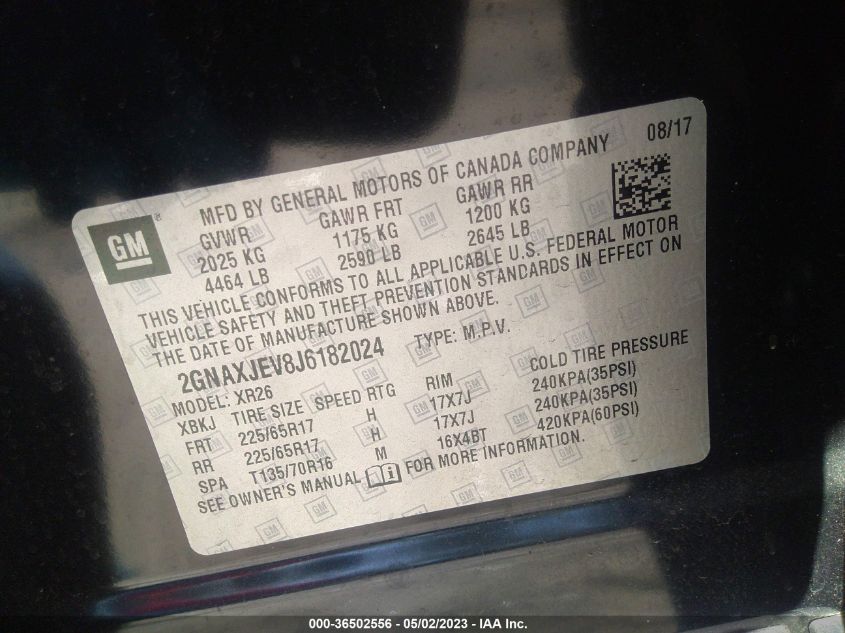 MFD BY GENERAL MOTORS OF CANADA COMPANY 08/17
GM
GVWR GAWR FRT GAWR RR
2025 KG 1175 KG 1200 KG
4464 LB 2590 LB 2645 LB
THIS VEHICLE CONFORMS TO ALL APPLICABLE U.S. FEDERAL MOTOR
VEHICLE SAFETY AND THEFT PREVENTION STANDARDS IN EFFECT ON
THE DATE OF MANUFACTURE SHOWN ABOVE.
2GNAXJEV8J6182024 TYPE: M.P.V.
MODEL: XR26
XBKJ TIRE SIZE SPEED RTG RIM COLD TIRE PRESSURE
FRT 225/65R17 H 17X7J 240KPA(35PSI)
RR 225/65R17 H 17X7J 240KPA(35PSI)
SPA T135/70R16 M 16X4BT 420KPA(60PSI)
SEE OWNER'S MANUAL FOR MORE INFORMATION.
000-36502556 - 05/02/2023 - IAA Inc.